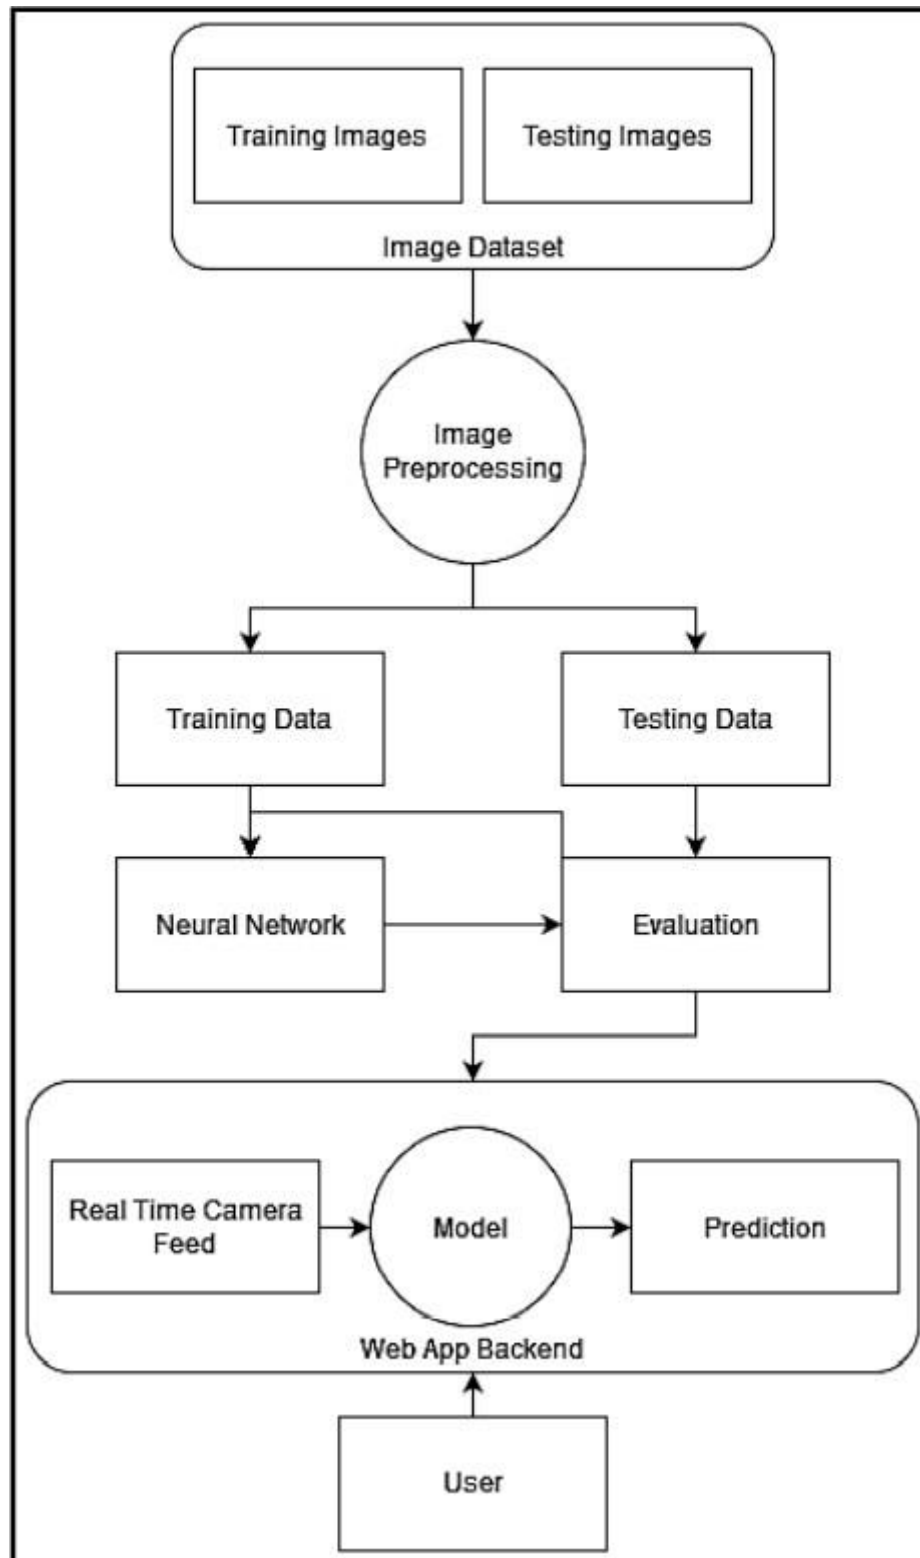 Training Images
Testing Images
Image Dataset
Image
Preprocessing
Training Data
Testing Data
Neural Network
Evaluation
Real Time Camera
Feed
Model
Prediction
Web App Backend
User